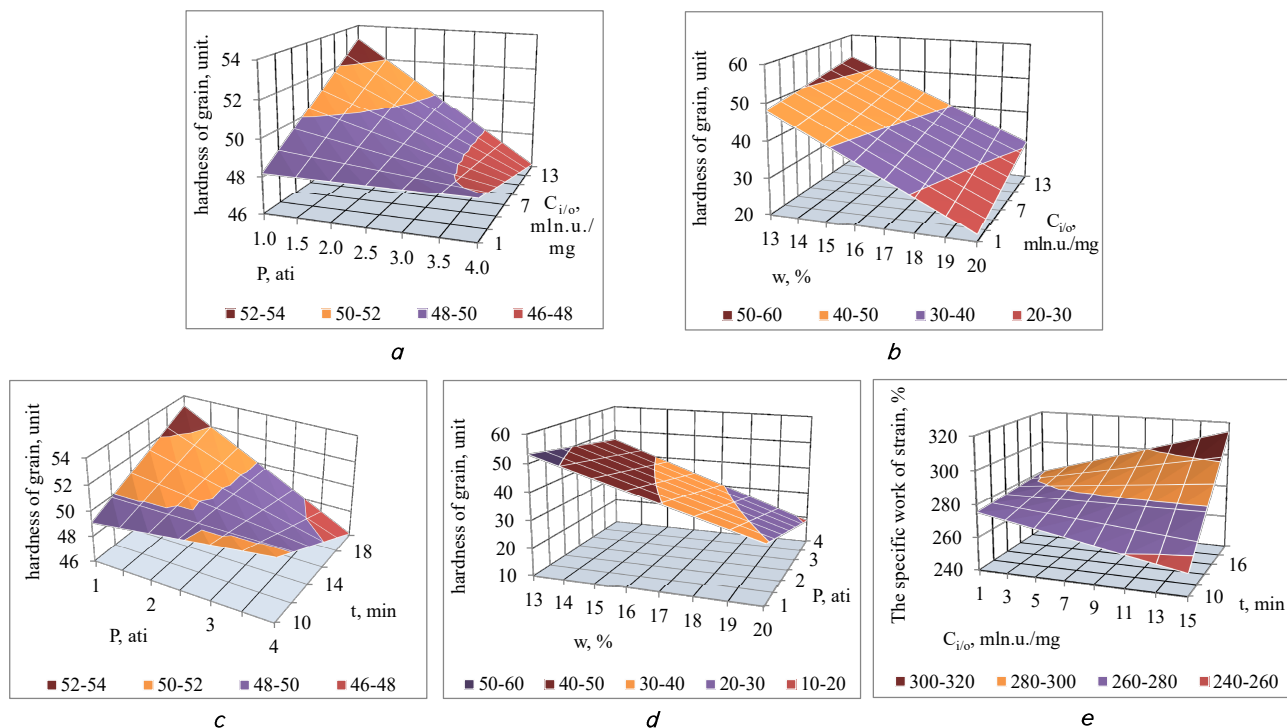 hardness of grain, unit.
54
52
50
48
46
1.0 1.5 2.0 2.5 3.0 3.5 4.0
P, ati
13
7
1
C i/o,
mln.u./
mg
52-54 50-52 48-50 46-48
a
hardness of grain, unit
60
50
40
30
20
13 14 15 16 17 18 19 20
w, %
13
7
1
C i/o,
mln.u./mg
50-60 40-50 30-40 20-30
b
hardness of grain, unit
54
52
50
48
46
1 2 3 4
P, ati
18
14
10
t, min
52-54 50-52 48-50 46-48
c
hardness of grain, unit
60
50
40
30
20
10
13 14 15 16 17 18 19 20
w, %
4
3
2
1
P, ati
50-60 40-50 30-40 20-30 10-20
d
The specific work of strain, %
320
300
280
260
240
1 3 5 7 9 11 13 15
C i/o, mln.u./mg
16
10
t, min
300-320 280-300 260-280 240-260
e